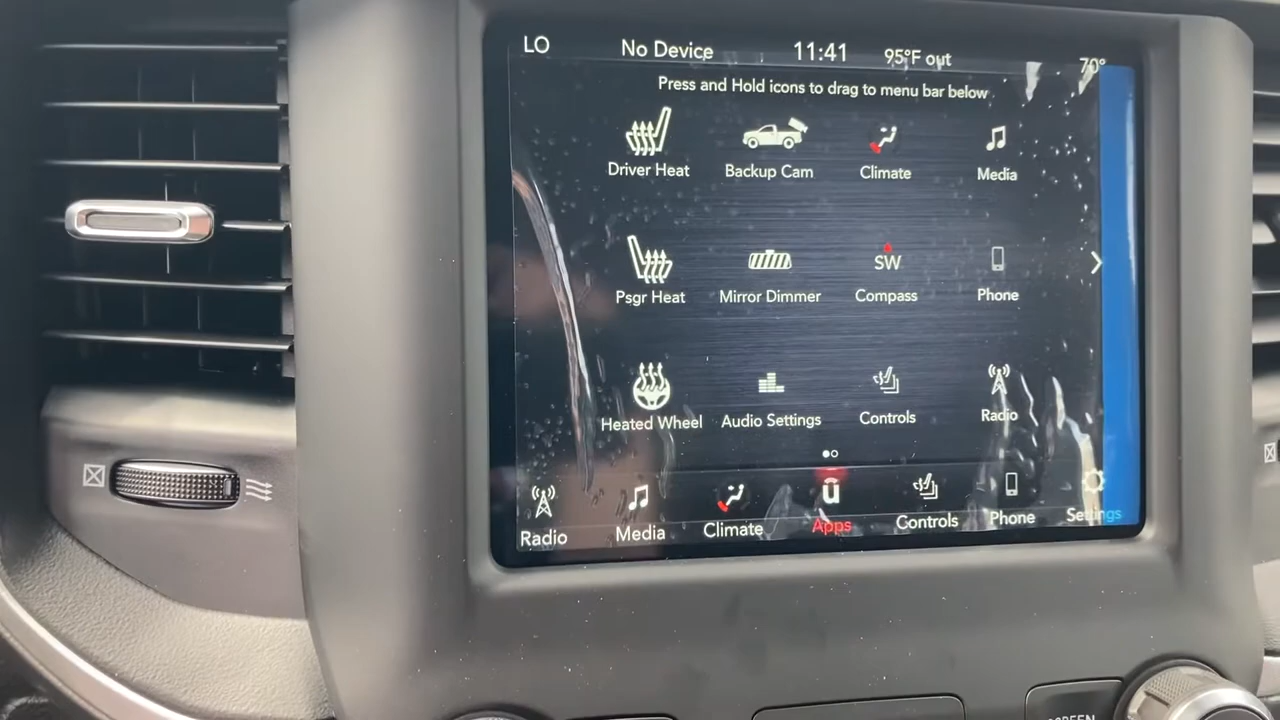 LO No Device 11:41 95°F out 70°
Press and Hold icons to drag to menu bar below
Driver Heat Backup Cam Climate Media
SW
Psgr Heat Mirror Dimmer Compass Phone
Heated Wheel Audio Settings Controls Radio
Radio Media Climate Apps Controls Phone Settings
SCREEN